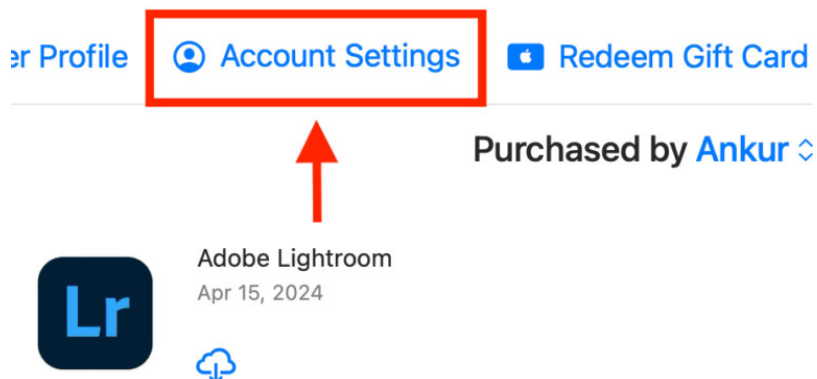 er Profile Account Settings Redeem Gift Card
Purchased by Ankur
Adobe Lightroom
Apr 15, 2024
Lr